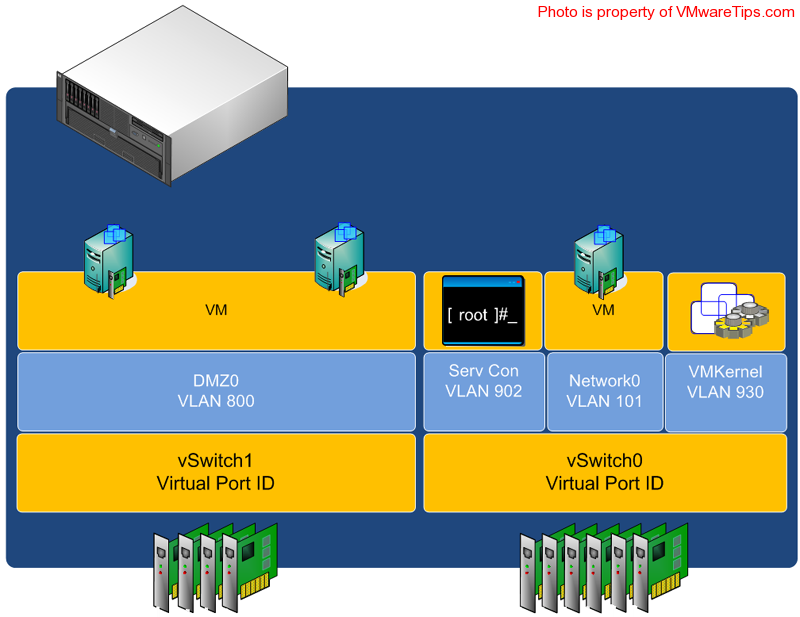 Photo is property of VMwareTips.com
VM
[ root ]#_
VM
DMZ0
VLAN 800
Serv Con
VLAN 902
Network0
VLAN 101
VMKernel
VLAN 930
vSwitch1
Virtual Port ID
vSwitch0
Virtual Port ID